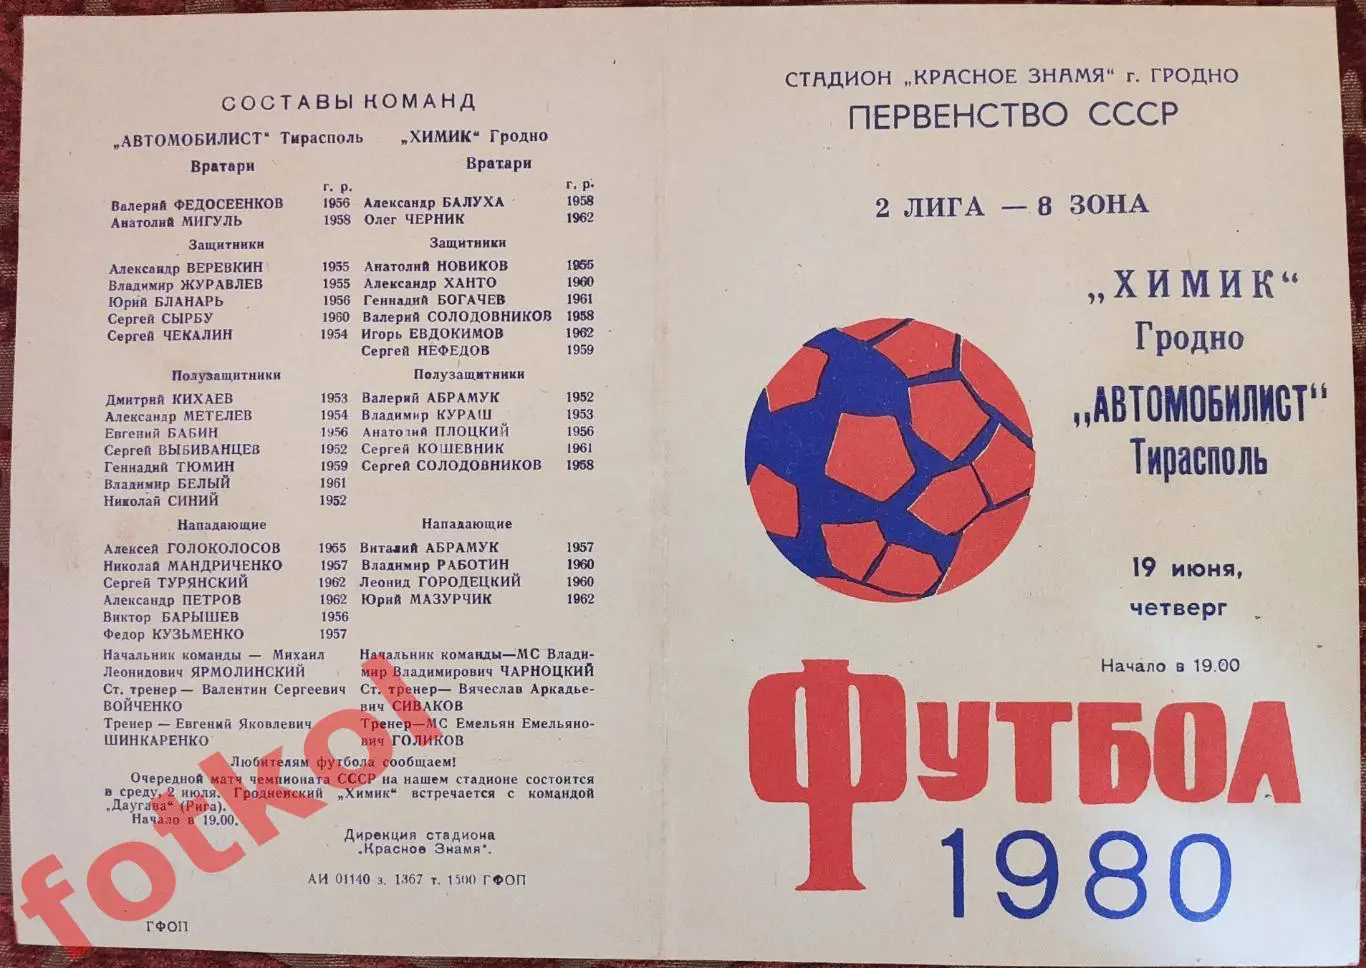 СОСТАВЫ КОМАНД
„АВТОМОБИЛИСТ" Тирасполь „ХИМИК" Гродно
Вратари Вратари
г. р. г. р.
Валерий ФЕДОСЕЕНКОВ 1956 Александр БАЛУХА 1958
Анатолий МИГУЛЬ 1958 Олег ЧЕРНИК 1962
Защитники Защитники
Александр ВЕРЕВКИН 1955 Анатолий НОВИКОВ 1955
Владимир ЖУРАВЛЕВ 1955 Александр ХАНТО 1960
Юрий БЛАНАРЬ 1956 Геннадий БОГАЧЕВ 1961
Сергей СЫРБУ 1960 Валерий СОЛОДОВНИКОВ 1958
Сергей ЧЕКАЛИН 1954 Игорь ЕВДОКИМОВ 1962
Сергей НЕФЕДОВ 1959
Полузащитники Полузащитники
Дмитрий КИХАЕВ 1953 Валерий АБРАМУК 1952
Александр МЕТЕЛЕВ 1954 Владимир КУРАШ 1953
Евгений БАБИН 1956 Анатолий ПЛОЦКИЙ 1956
Сергей ВЫБИВАНЦЕВ 1952 Сергей КОШЕВНИК 1961
Геннадий ТЮМИН 1959 Сергей СОЛОДОВНИКОВ 1958
Владимир БЕЛЫЙ 1961
Николай СИНИЙ 1952
Нападающие Нападающие
Алексей ГОЛОКОЛОСОВ 1955 Виталий АБРАМУК 1957
Николай МАНДРИЧЕНКО 1957 Владимир РАБОТИН 1960
Сергей ТУРЯНСКИЙ 1962 Леонид ГОРОДЕЦКИЙ 1960
Александр ПЕТРОВ 1962 Юрий МАЗУРЧИК 1962
Виктор БАРЫШЕВ 1956
Федор КУЗЬМЕНКО 1957
Начальник команды — Михаил Начальник команды—МС Влади-
Леонидович ЯРМОЛИНСКИЙ мир Владимирович ЧАРНОЦКИЙ
Ст. тренер — Валентин Сергеевич Ст. тренер— Вячеслав Аркадье-
ВОЙЧЕНКО вич СИВАКОВ
Тренер —Евгений Яковлевич Тренер—МС Емельян Емельяно-
ШИНКАРЕНКО вич ГОЛИКОВ
Любителям футбола сообщаем!
Очередной матч чемпионата СССР на нашем стадионе состоится
в среду, 2 июля. Гродненский „Химик" встречается с командой
„Даугава" (Рига).
Начало в 19.00.
Дирекция стадиона
„Красное Знамя".
АИ 01140 з. 1367 т. 1500 ГФОП
ГФОП
fotkol
СТАДИОН „КРАСНОЕ ЗНАМЯ" г. ГРОДНО
ПЕРВЕНСТВО СССР
2 ЛИГА — 8 ЗОНА
„ХИМИК"
Гродно
„АВТОМОБИЛИСТ"
Тирасполь
19 июня,
четверг
Начало в 19.00
ФУТБОЛ
1980